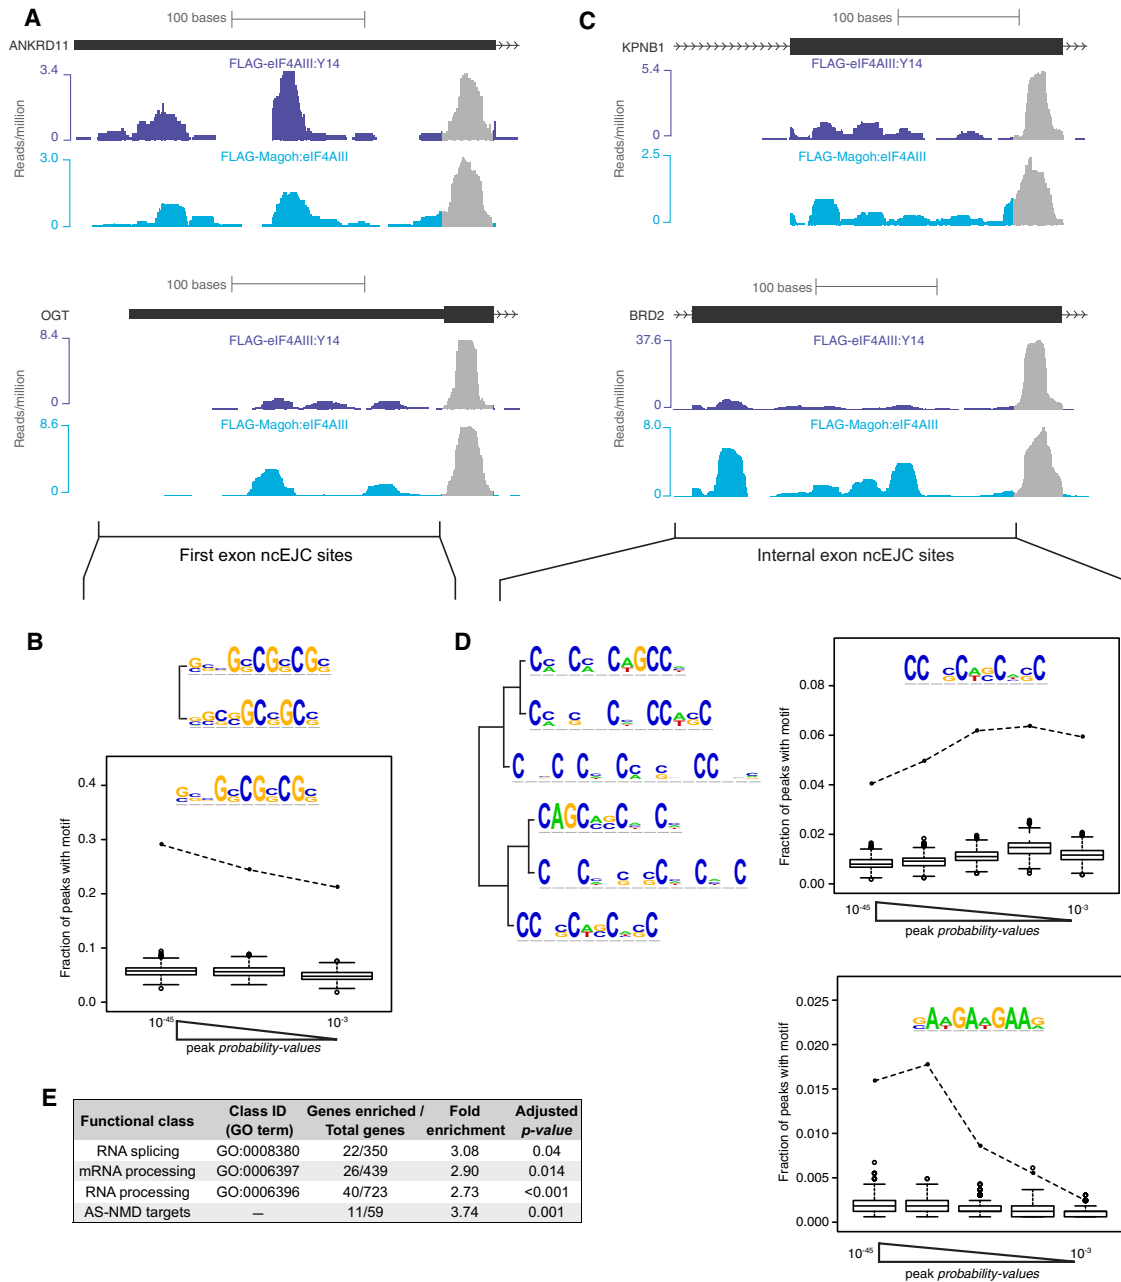 A
100 bases
ANKRD11
FLAG-eIF4AIII:Y14
3.4
0
Reads/million
FLAG-Magoh:eIF4AIII
3.0
0
100 bases
OGT
FLAG-eIF4AIII:Y14
8.4
0
Reads/million
FLAG-Magoh:eIF4AIII
8.6
0
First exon ncEJC sites
C
100 bases
KPNB1
FLAG-eIF4AIII:Y14
5.4
0
Reads/million
FLAG-Magoh:eIF4AIII
2.5
0
100 bases
BRD2
FLAG-eIF4AIII:Y14
37.6
0
Reads/million
FLAG-Magoh:eIF4AIII
8.0
0
Internal exon ncEJC sites
B
Fraction of peaks with motif
0.4
0.3
0.2
0.1
0.0
10-45
10-3
peak probability-values
D
Fraction of peaks with motif
0.08
0.06
0.04
0.02
0.00
10-45
10-3
peak probability-values
Fraction of peaks with motif
0.025
0.020
0.015
0.010
0.005
0.000
10-45
10-3
peak probability-values
E
Functional class Class ID (GO term) Genes enriched / Total genes Fold enrichment Adjusted p-value
RNA splicing GO:0008380 22/350 3.08 0.04
mRNA processing GO:0006397 26/439 2.90 0.014
RNA processing GO:0006396 40/723 2.73 <0.001
AS-NMD targets — 11/59 3.74 0.001